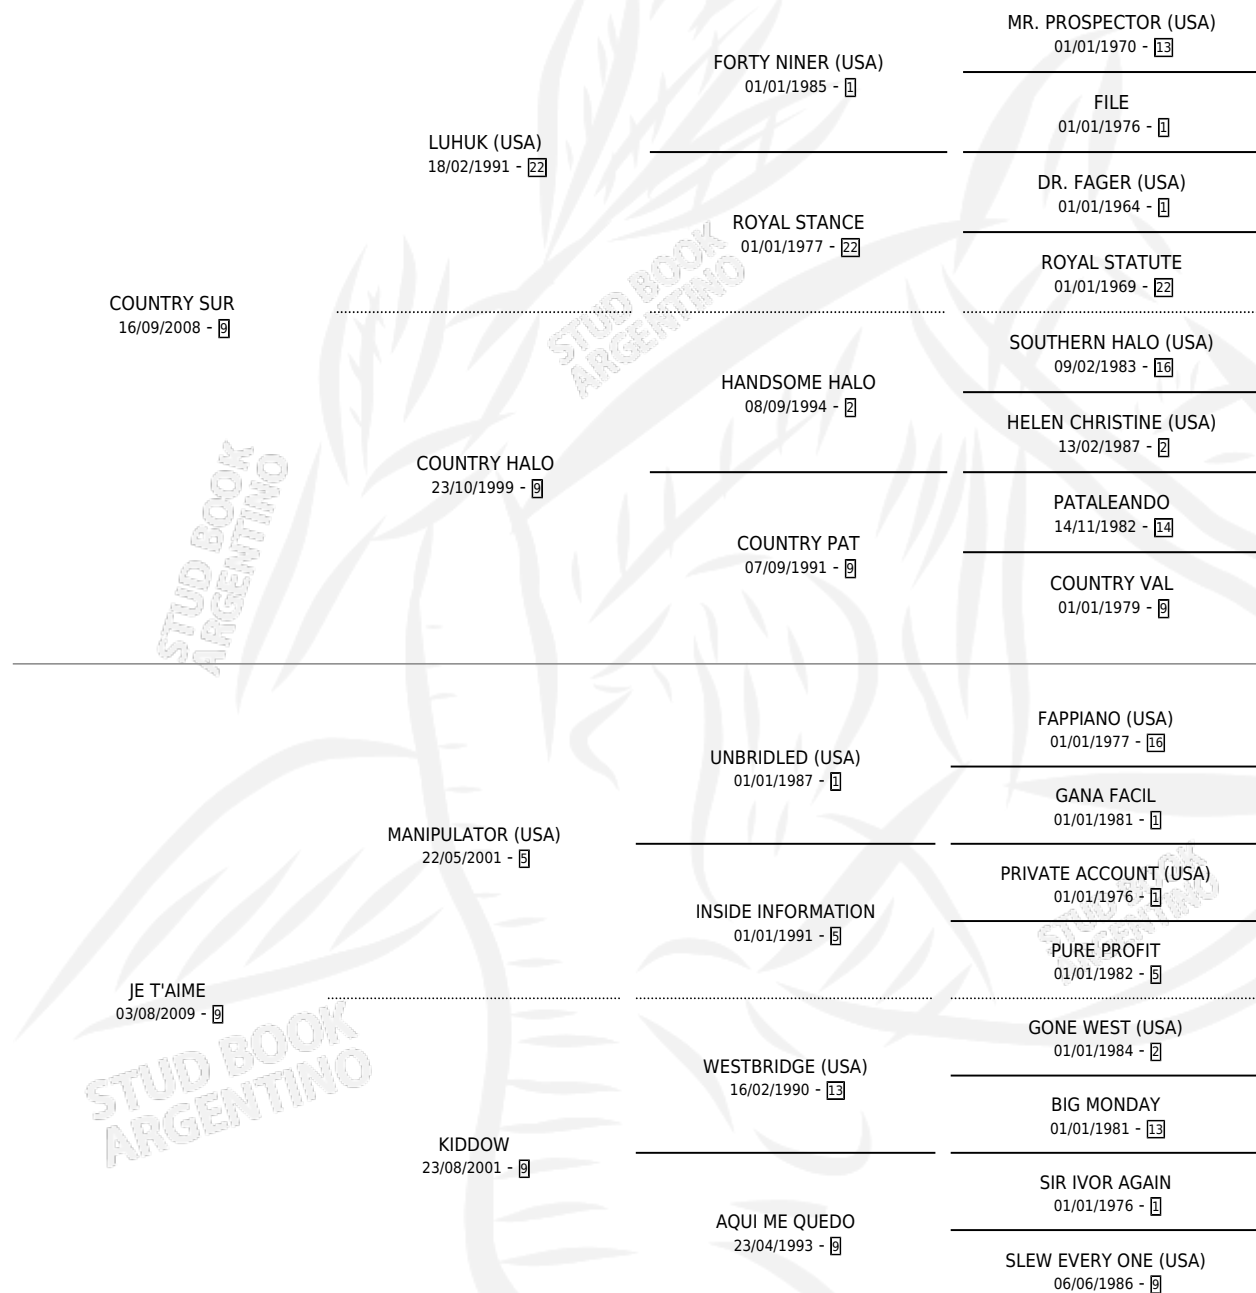 MR. PROSPECTOR (USA)
01/01/1970 - 13
FORTY NINER (USA)
01/01/1985 - 1
FILE
01/01/1976 - 1
LUHUK (USA)
18/02/1991 - 22
DR. FAGER (USA)
01/01/1964 - 1
ROYAL STANCE
01/01/1977 - 22
ROYAL STATUTE
01/01/1969 - 22
COUNTRY SUR
16/09/2008 - 9
STUD BOOK
ARGENTINO
SOUTHERN HALO (USA)
09/02/1983 - 16
HANDSOME HALO
08/09/1994 - 2
HELEN CHRISTINE (USA)
13/02/1987 - 2
COUNTRY HALO
23/10/1999 - 9
PATALEANDO
14/11/1982 - 14
COUNTRY PAT
07/09/1991 - 9
COUNTRY VAL
01/01/1979 - 9
STUD BOOK
ARGENTINO
FAPPIANO (USA)
01/01/1977 - 16
UNBRIDLED (USA)
01/01/1987 - 1
GANA FACIL
01/01/1981 - 1
MANIPULATOR (USA)
22/05/2001 - 5
PRIVATE ACCOUNT (USA)
01/01/1976 - 1
INSIDE INFORMATION
01/01/1991 - 5
STUD BOOK
ARGENTINO
PURE PROFIT
01/01/1982 - 5
JE T'AIME
03/08/2009 - 9
GONE WEST (USA)
01/01/1984 - 2
WESTBRIDGE (USA)
16/02/1990 - 13
BIG MONDAY
01/01/1981 - 13
STUD BOOK
ARGENTINO
KIDDOW
23/08/2001 - 9
SIR IVOR AGAIN
01/01/1976 - 1
AQUI ME QUEDO
23/04/1993 - 9
SLEW EVERY ONE (USA)
06/06/1986 - 9